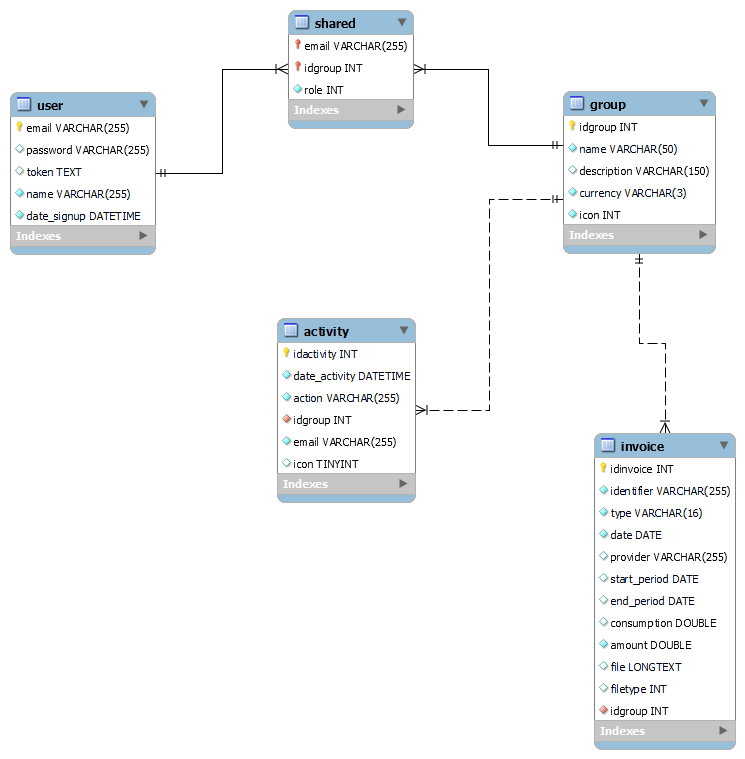 shared
email VARCHAR(255)
idgroup INT
role INT
Indexes
user
email VARCHAR(255)
password VARCHAR(255)
token TEXT
name VARCHAR(255)
date_signup DATETIME
Indexes
group
idgroup INT
name VARCHAR(50)
description VARCHAR(150)
currency VARCHAR(3)
icon INT
Indexes
activity
idactivity INT
date_activity DATETIME
action VARCHAR(255)
idgroup INT
email VARCHAR(255)
icon TINYINT
Indexes
invoice
idinvoice INT
identifier VARCHAR(255)
type VARCHAR(16)
date DATE
provider VARCHAR(255)
start_period DATE
end_period DATE
consumption DOUBLE
amount DOUBLE
file LONGTEXT
filetype INT
idgroup INT
Indexes